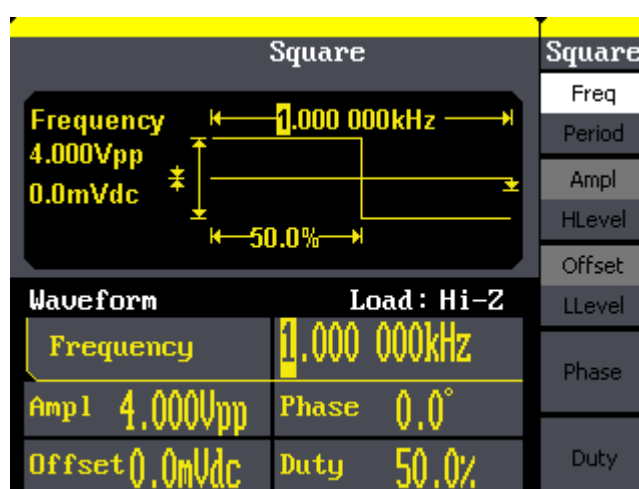 Square
Frequency 1.000 000kHz
4.000Vpp
0.0mVdc
50.0%
Waveform Load: Hi-Z
Frequency 1.000 000kHz
Ampl 4.000Vpp Phase 0.0°
Offset 0.0mVdc Duty 50.0%
Square
Freq
Period
Ampl
HLevel
Offset
LLevel
Phase
Duty